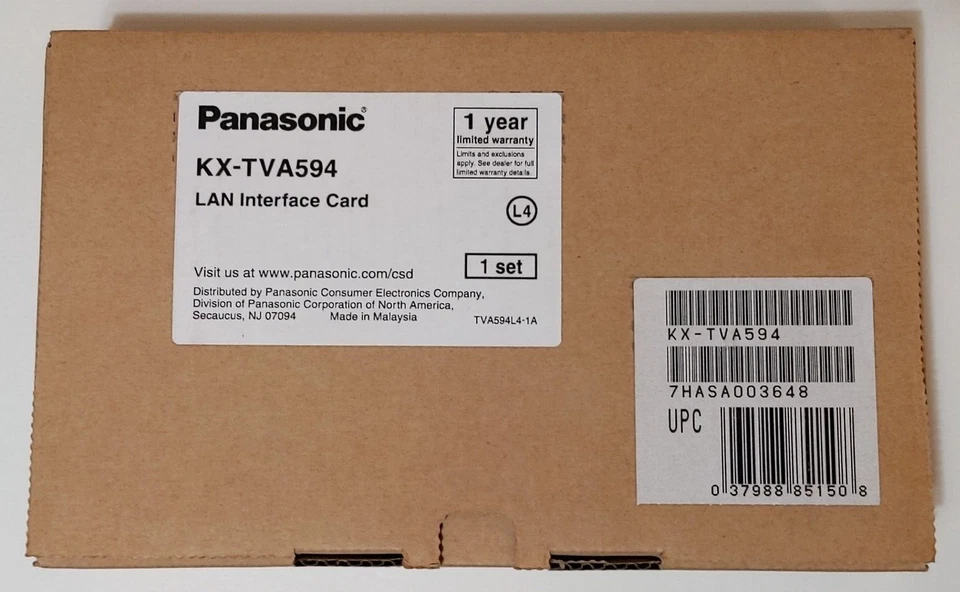 Panasonic®
KX-TVA594
LAN Interface Card
1 year
limited warranty
Limits and exclusions
apply. See dealer for full
limited warranty details.
L4
1 set
Visit us at www.panasonic.com/csd
Distributed by Panasonic Consumer Electronics Company,
Division of Panasonic Corporation of North America,
Secaucus, NJ 07094 Made in Malaysia
TVA594L4-1A
KX-TVA594
7HASA003648
UPC
0 37988 85150 8